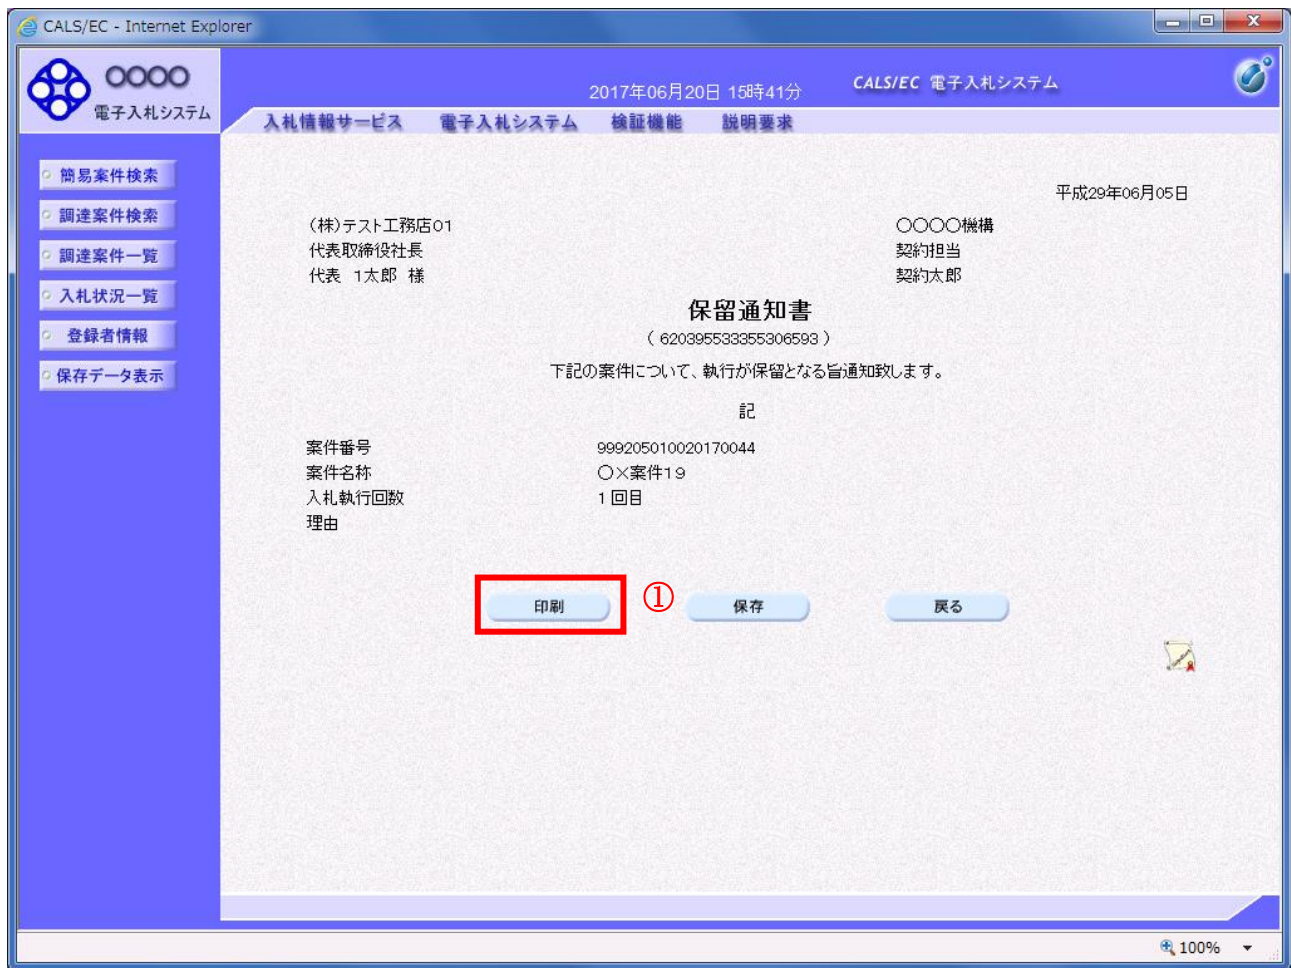 CALS/EC - Internet Explorer
〇〇〇〇
電子入札システム
2017年06月20日 15時41分
CALS/EC 電子入札システム
入札情報サービス 電子入札システム 検証機能 説明要求
簡易案件検索
調達案件検索
調達案件一覧
入札状況一覧
登録者情報
保存データ表示
平成29年06月05日
(株)テスト工務店01
代表取締役社長
代表 1太郎 様
〇〇〇〇機構
契約担当
契約太郎
保留通知書
( 620395533355306593 )
下記の案件について、執行が保留となる旨通知致します。
記
案件番号 999205010020170044
案件名称 〇×案件19
入札執行回数 1回目
理由
印刷 ① 保存 戻る
100%